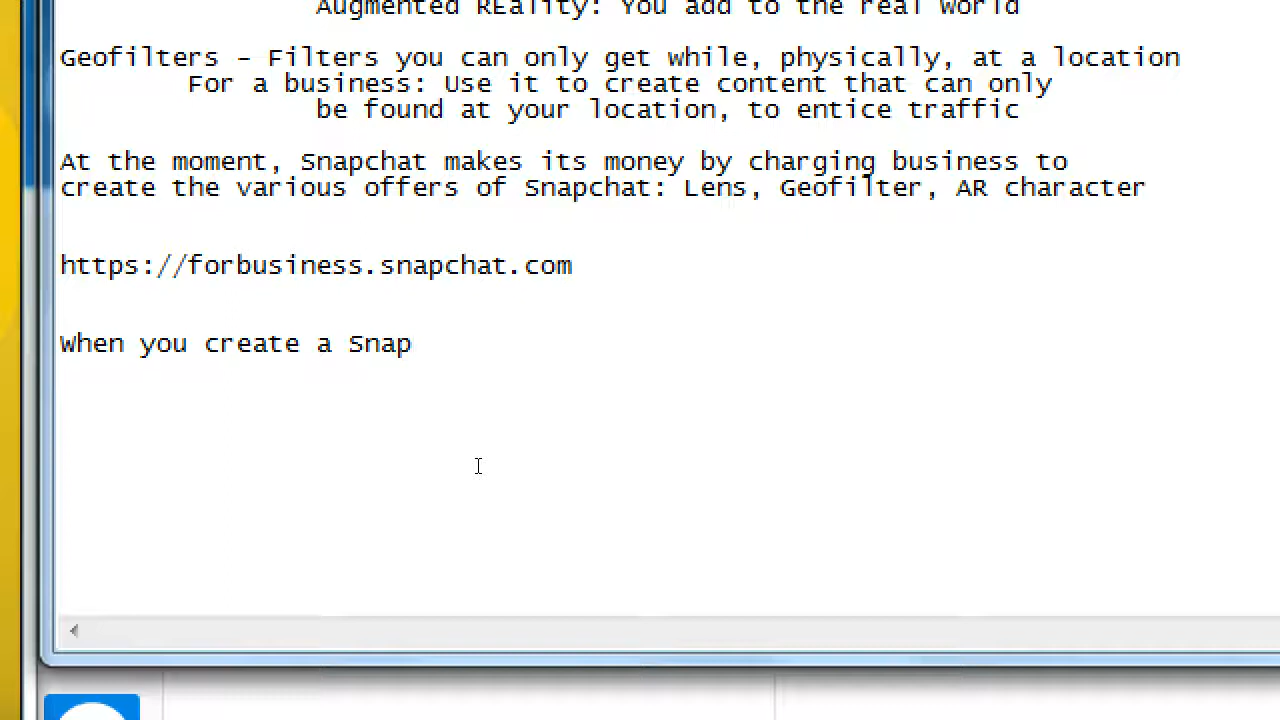 Augmented REality: You add to the real world
Geofilters - Filters you can only get while, physically, at a location
For a business: Use it to create content that can only
be found at your location, to entice traffic
At the moment, Snapchat makes its money by charging business to
create the various offers of Snapchat: Lens, Geofilter, AR character
https://forbusiness.snapchat.com
When you create a Snap